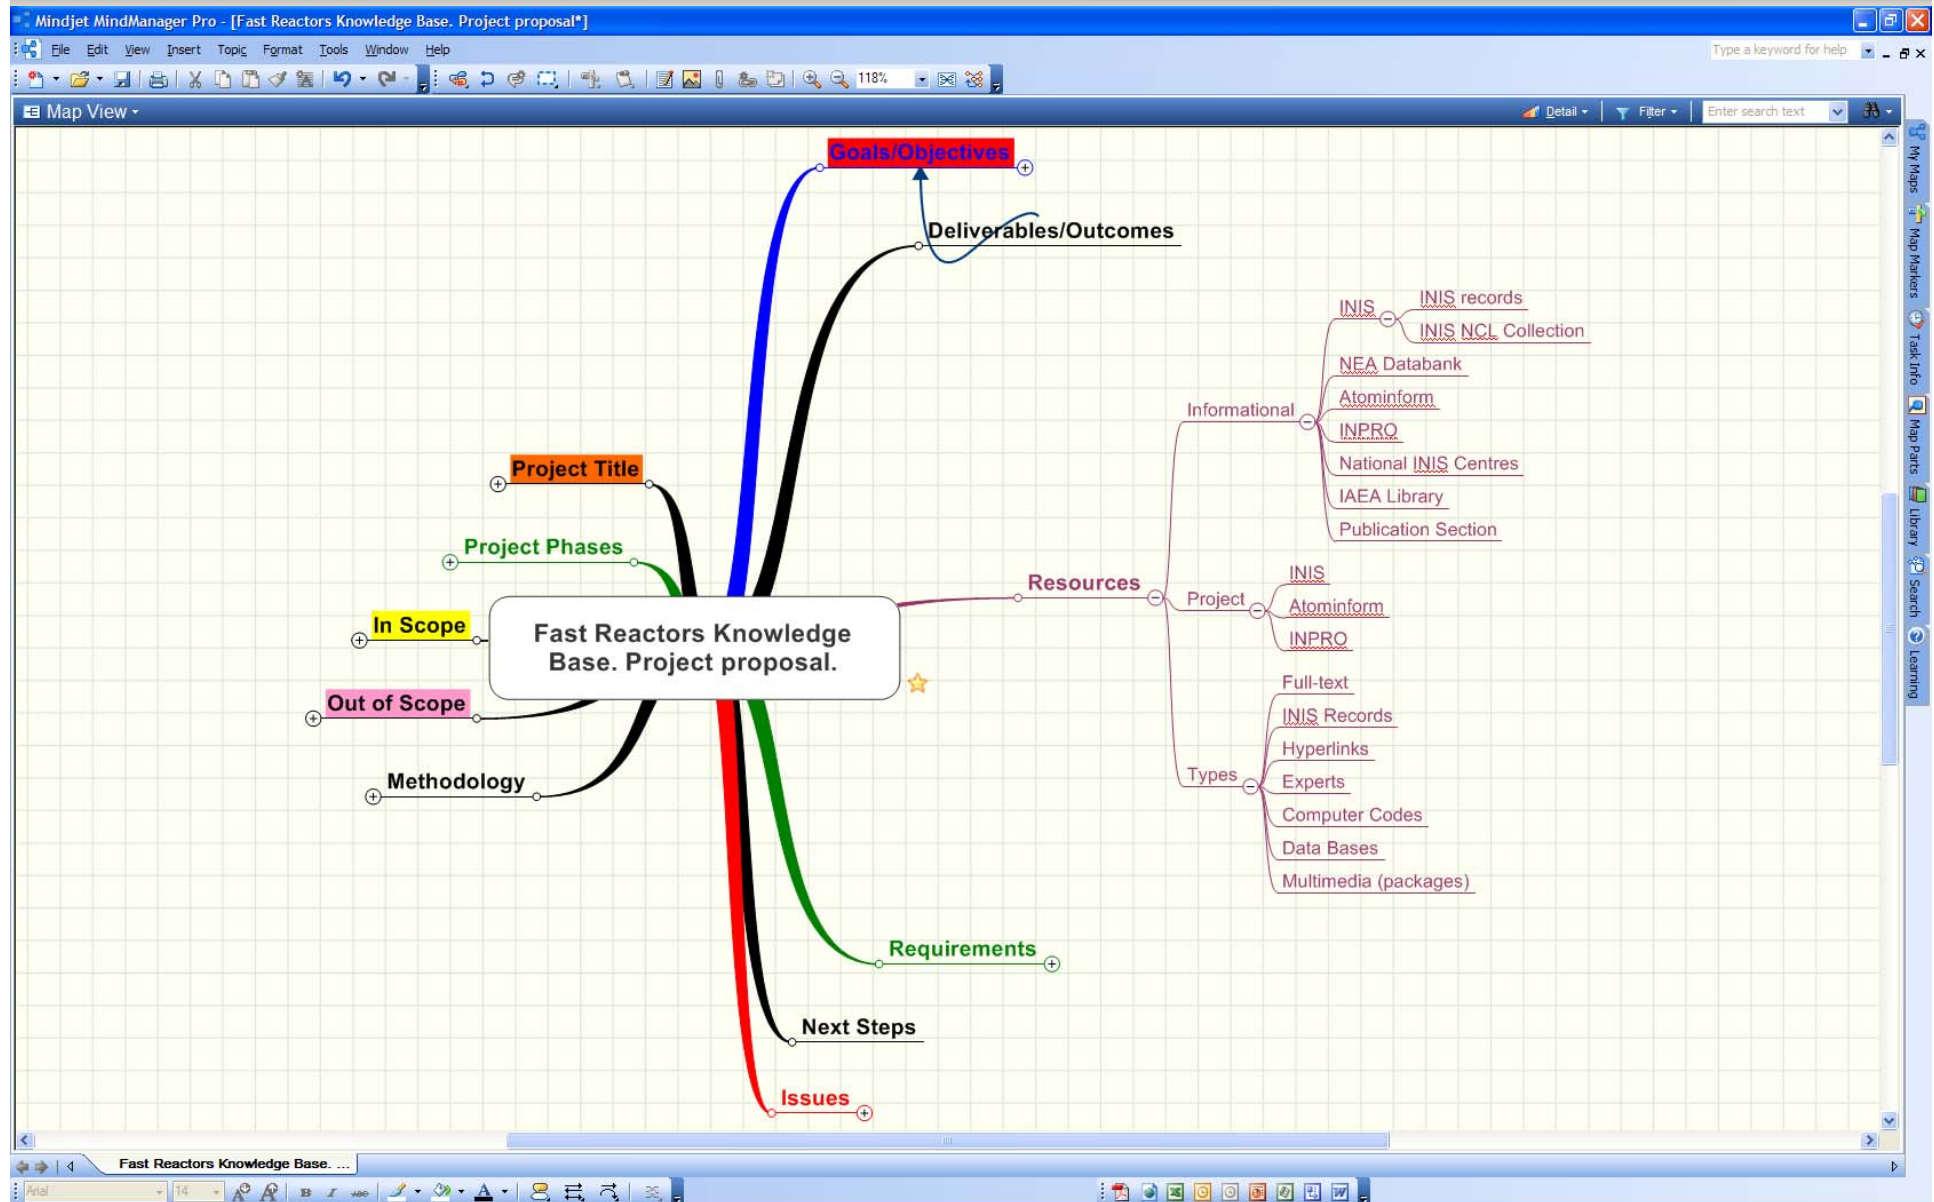 Mindjet MindManager Pro - [Fast Reactors Knowledge Base. Project proposal*]
File Edit View Insert Topic Format Tools Window Help
Type a keyword for help
118%
Map View
Detail
Filter
Enter search text
Goals/Objectives
Deliverables/Outcomes
Project Title
Project Phases
In Scope
Out of Scope
Methodology
Fast Reactors Knowledge
Base. Project proposal.
Resources
Informational
INIS
INIS records
INIS NCL Collection
NEA Databank
Atominform
INPRO
National INIS Centres
IAEA Library
Publication Section
Project
INIS
Atominform
INPRO
Types
Full-text
INIS Records
Hyperlinks
Experts
Computer Codes
Data Bases
Multimedia (packages)
Requirements
Next Steps
Issues
My Maps
Map Markers
Task Info
Map Parts
Library
Search
Learning
Fast Reactors Knowledge Base. ...
Arial
14